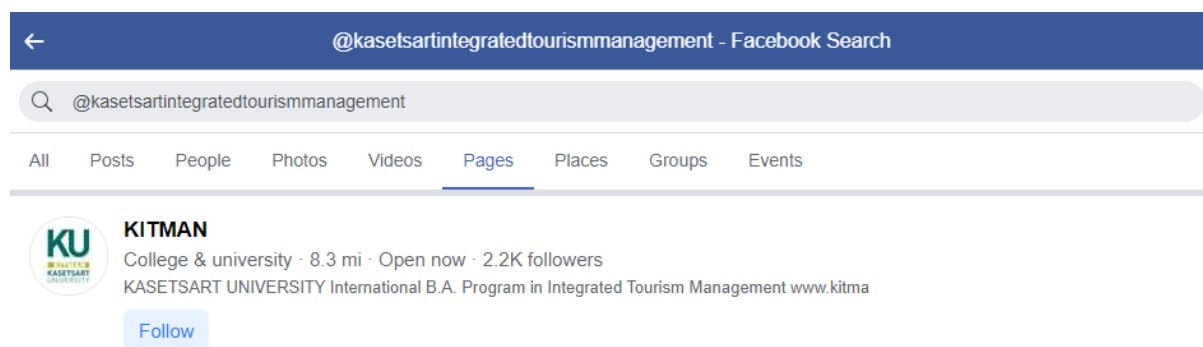 @kasetsartintegratedtourismmanagement - Facebook Search
@kasetsartintegratedtourismmanagement
All Posts People Photos Videos Pages Places Groups Events
KITMAN
College & university · 8.3 mi · Open now · 2.2K followers
KASETSART UNIVERSITY International B.A. Program in Integrated Tourism Management www.kitma
KU
KASETSART
UNIVERSITY
Follow